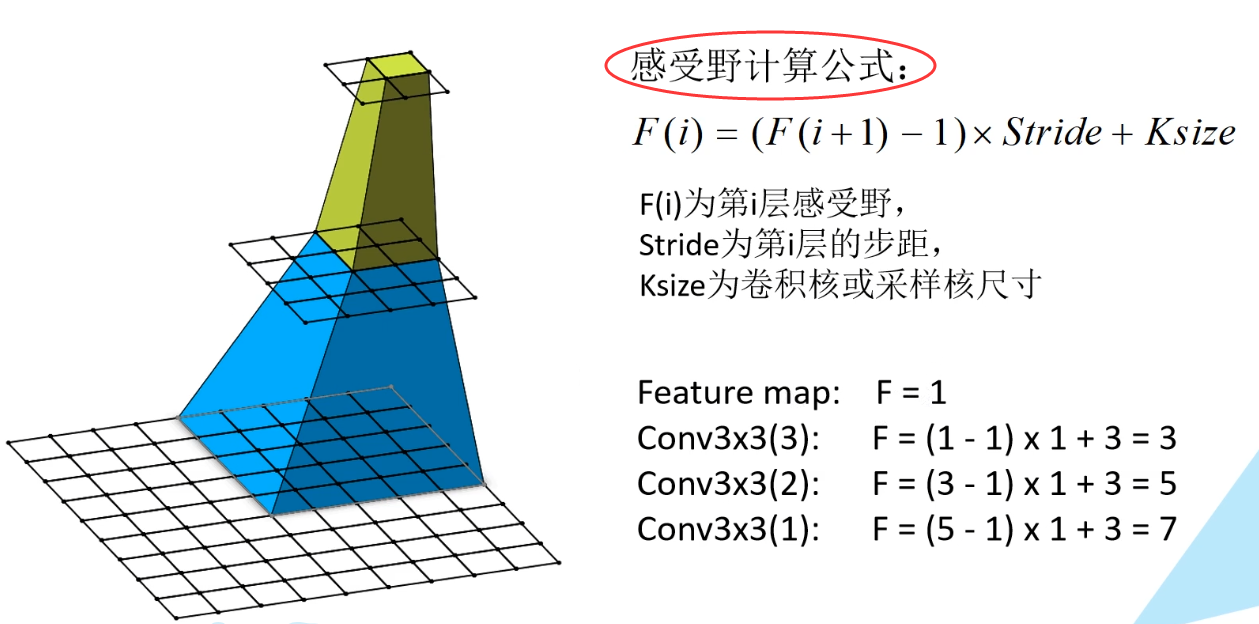 感受野计算公式：
F(i) = (F(i+1) − 1) × Stride + Ksize
F(i)为第i层感受野，
Stride为第i层的步距，
Ksize为卷积核或采样核尺寸
Feature map: F = 1
Conv3x3(3): F = (1 - 1) x 1 + 3 = 3
Conv3x3(2): F = (3 - 1) x 1 + 3 = 5
Conv3x3(1): F = (5 - 1) x 1 + 3 = 7